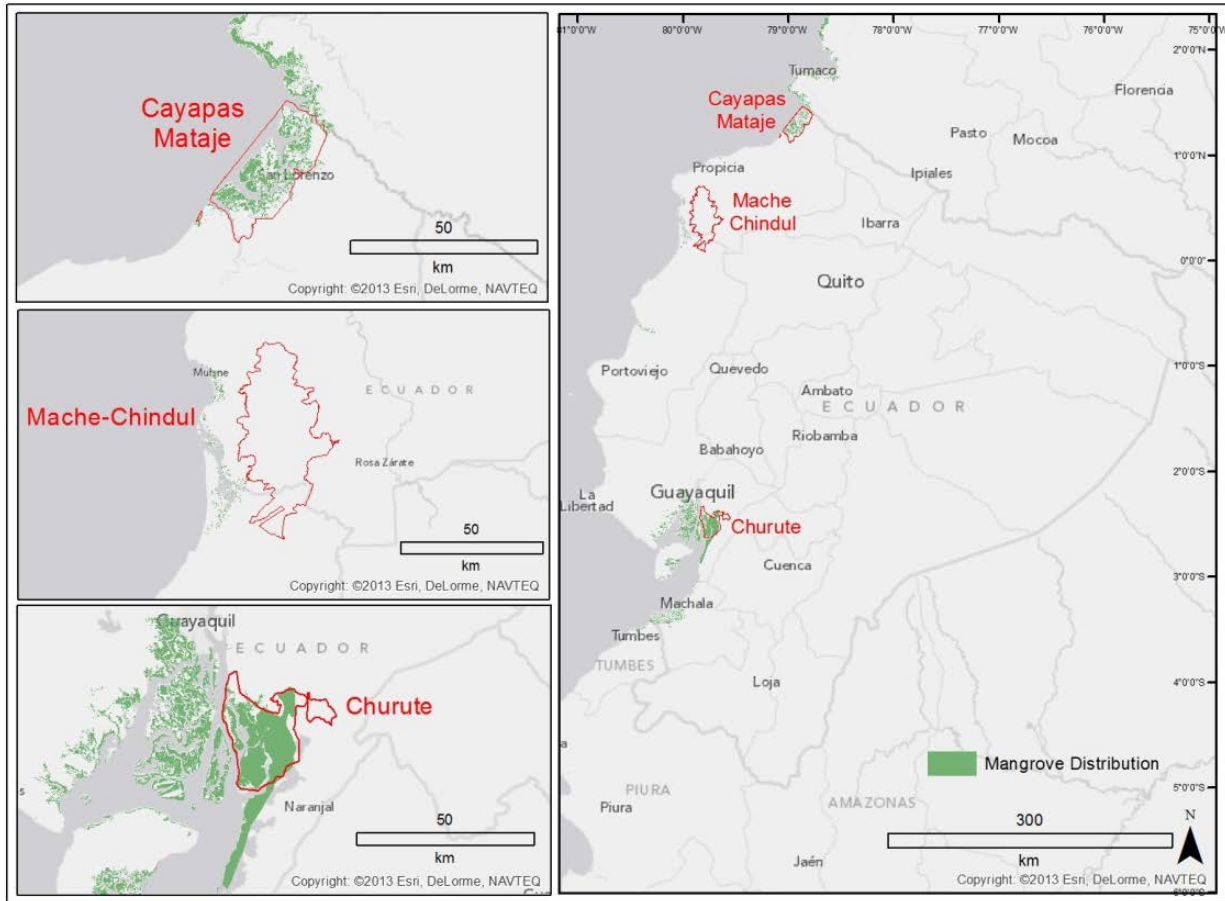 Cayapas
Mataje
San Lorenzo
50
km
Copyright: ©2013 Esri, DeLorme, NAVTEQ
Muisne
ECUADOR
Mache-Chindul
Rosa Zárate
50
km
Copyright: ©2013 Esri, DeLorme, NAVTEQ
Guayaquil
ECUADOR
Churute
Naranjal
50
km
Copyright: ©2013 Esri, DeLorme, NAVTEQ
81°0'0"W 80°0'0"W 79°0'0"W 78°0'0"W 77°0'0"W 76°0'0"W 75°0'0"W
2°0'0"N
Tumaco
Florencia
Cayapas
Mataje
Pasto
Mocoa
1°0'0"N
Propicia
Ipiales
Mache
Chindul
Ibarra
0°0'0"
Quito
1°0'0"S
Portoviejo
Quevedo
Ambato
ECUADOR
Riobamba
Babahoyo
2°0'0"S
Guayaquil
La
Libertad
Churute
Cuenca
3°0'0"S
Machala
Tumbes
TUMBES
Loja
4°0'0"S
Mangrove Distribution
PIURA
Piura
AMAZONAS
5°0'0"S
N
300
km
Jaén
Copyright: ©2013 Esri, DeLorme, NAVTEQ
6°0'0"S